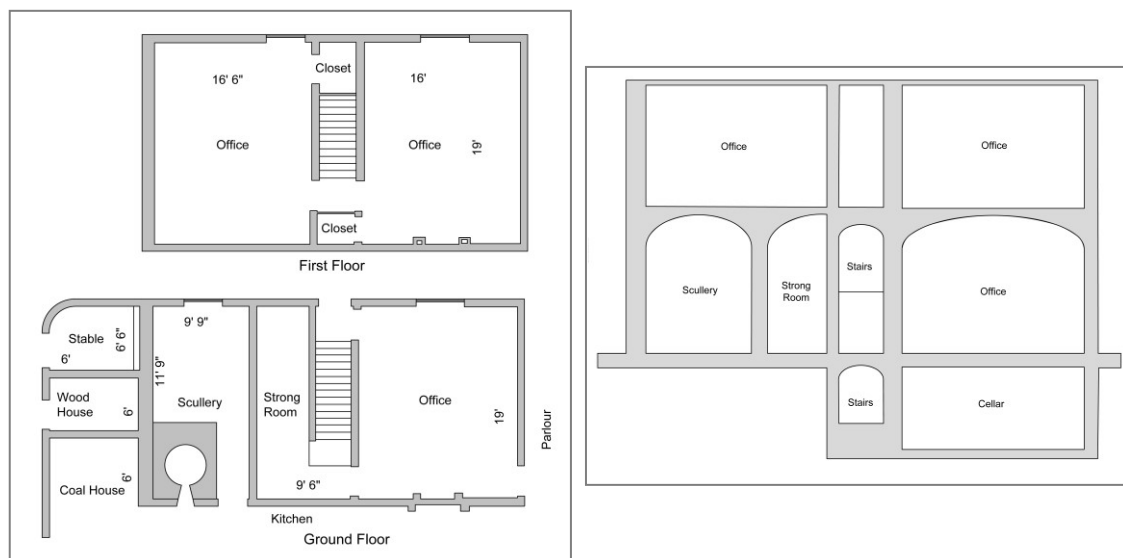 Closet
16' 6"
16'
Office
Office
19'
Closet
First Floor
9' 9"
Stable
6' 6"
6'
11' 9"
Wood
House
6'
Scullery
Strong
Room
Office
19'
Parlour
Coal House
6'
9' 6"
Kitchen
Ground Floor
Office
Office
Scullery
Strong
Room
Stairs
Office
Stairs
Cellar